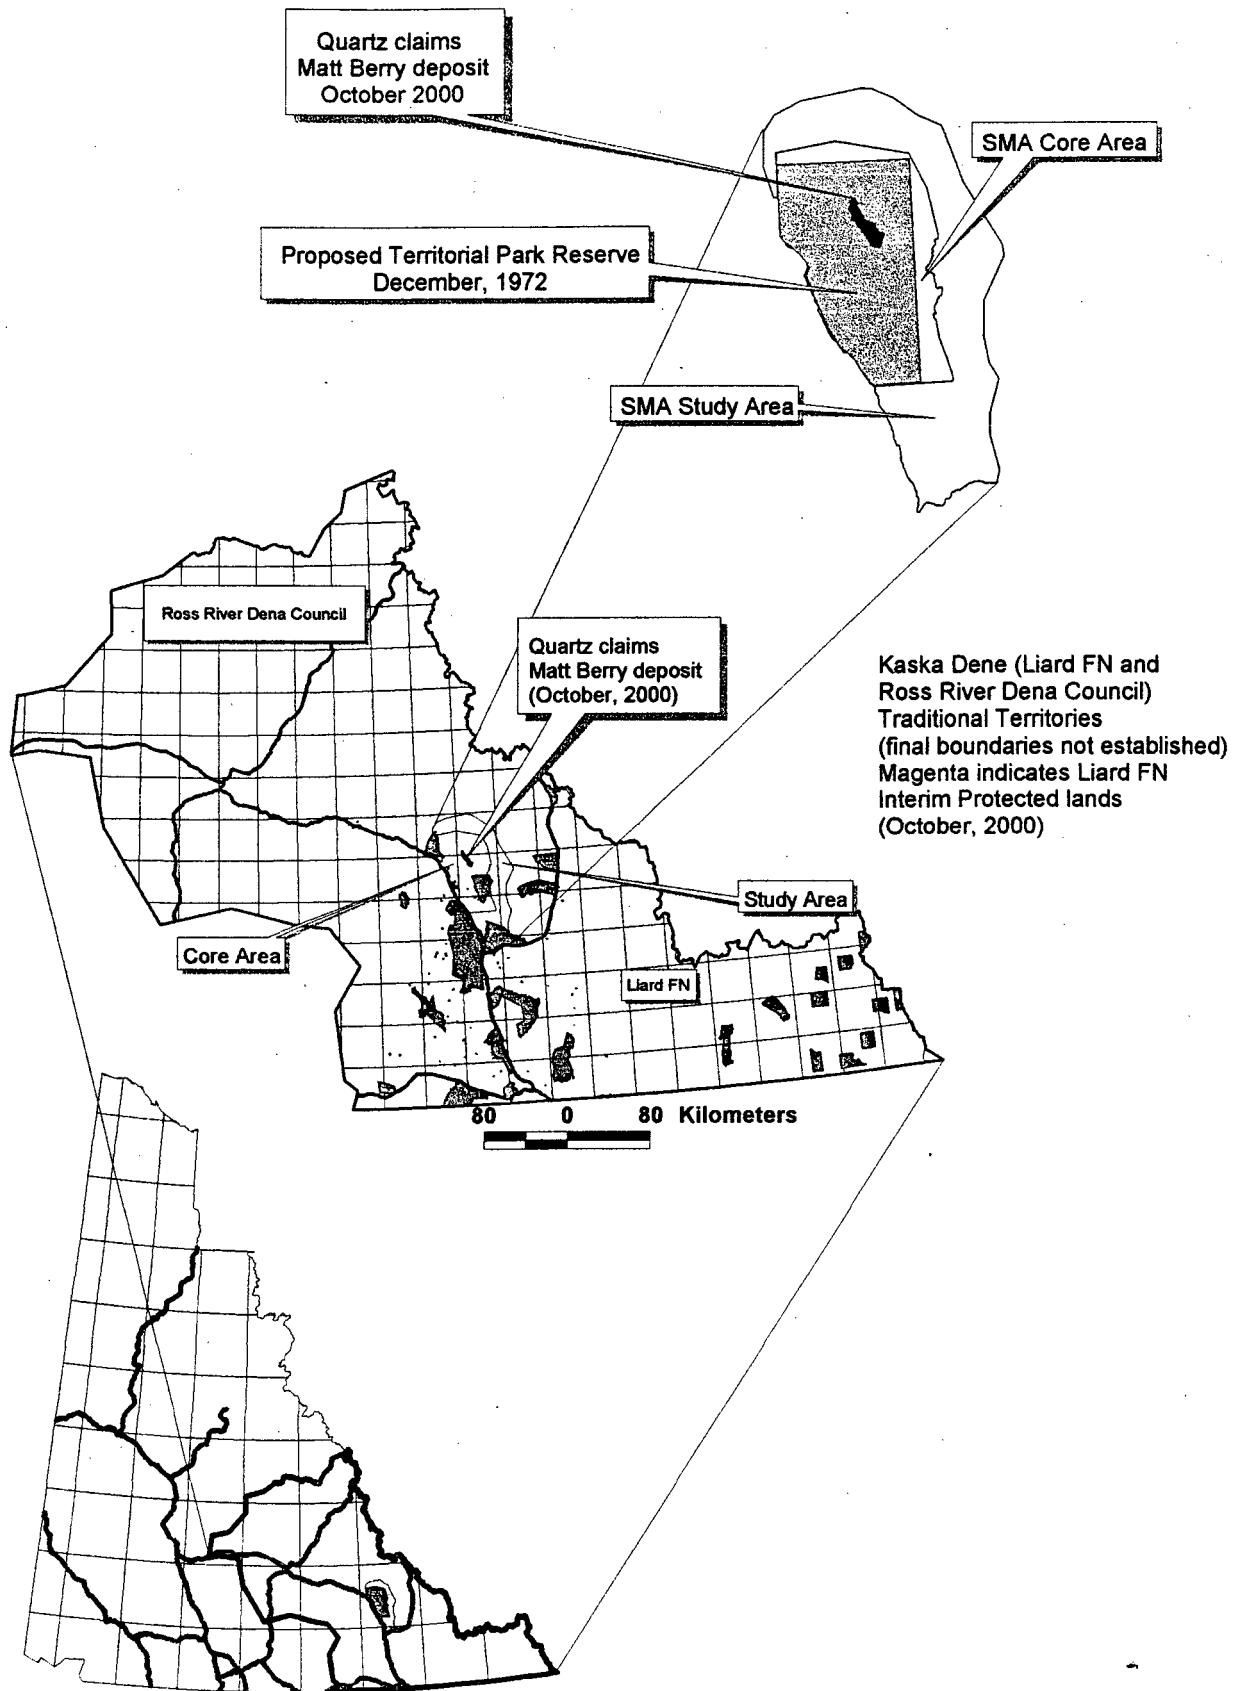 Quartz claims
Matt Berry deposit
October 2000
SMA Core Area
Proposed Territorial Park Reserve
December, 1972
SMA Study Area
Ross River Dena Council
Quartz claims
Matt Berry deposit
(October, 2000)
Kaska Dene (Liard FN and
Ross River Dena Council)
Traditional Territories
(final boundaries not established)
Magenta indicates Liard FN
Interim Protected lands
(October, 2000)
Study Area
Core Area
Liard FN
80 0 80 Kilometers